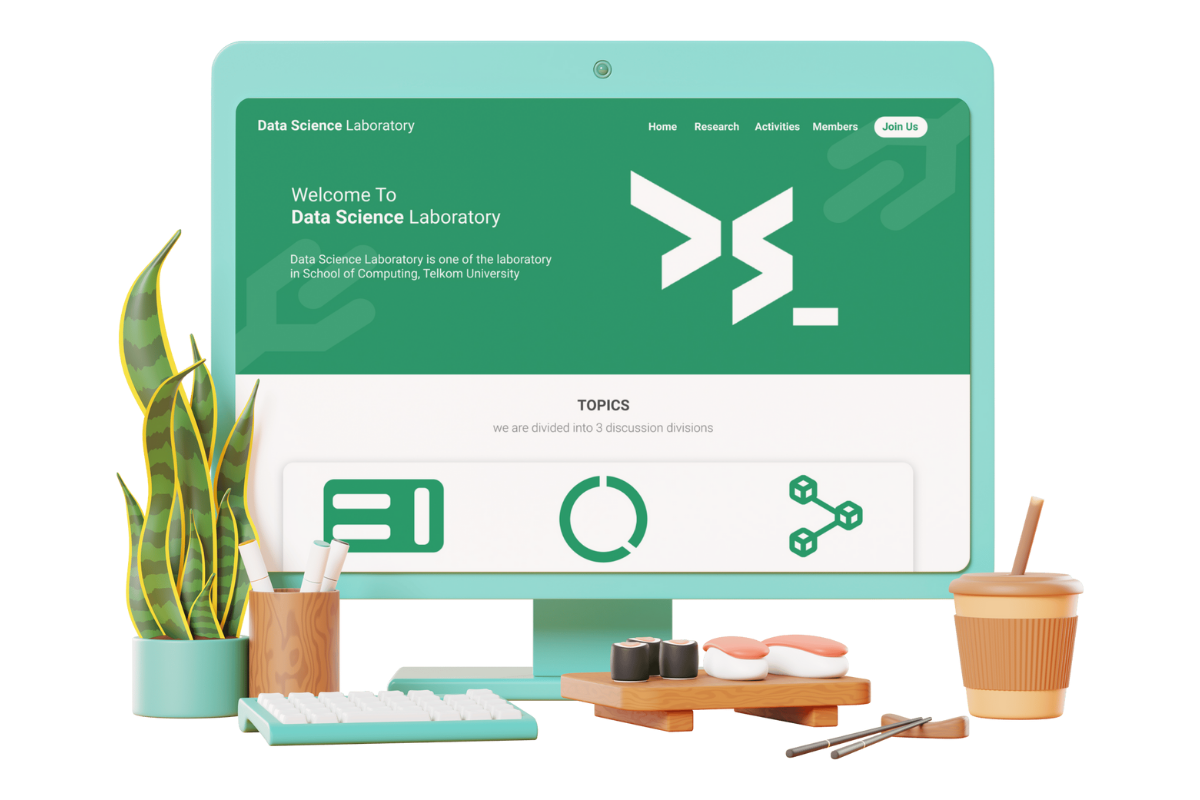 Data Science Laboratory
Home Research Activities Members Join Us
Welcome To
Data Science Laboratory
Data Science Laboratory is one of the laboratory
in School of Computing, Telkom University
TOPICS
we are divided into 3 discussion divisions